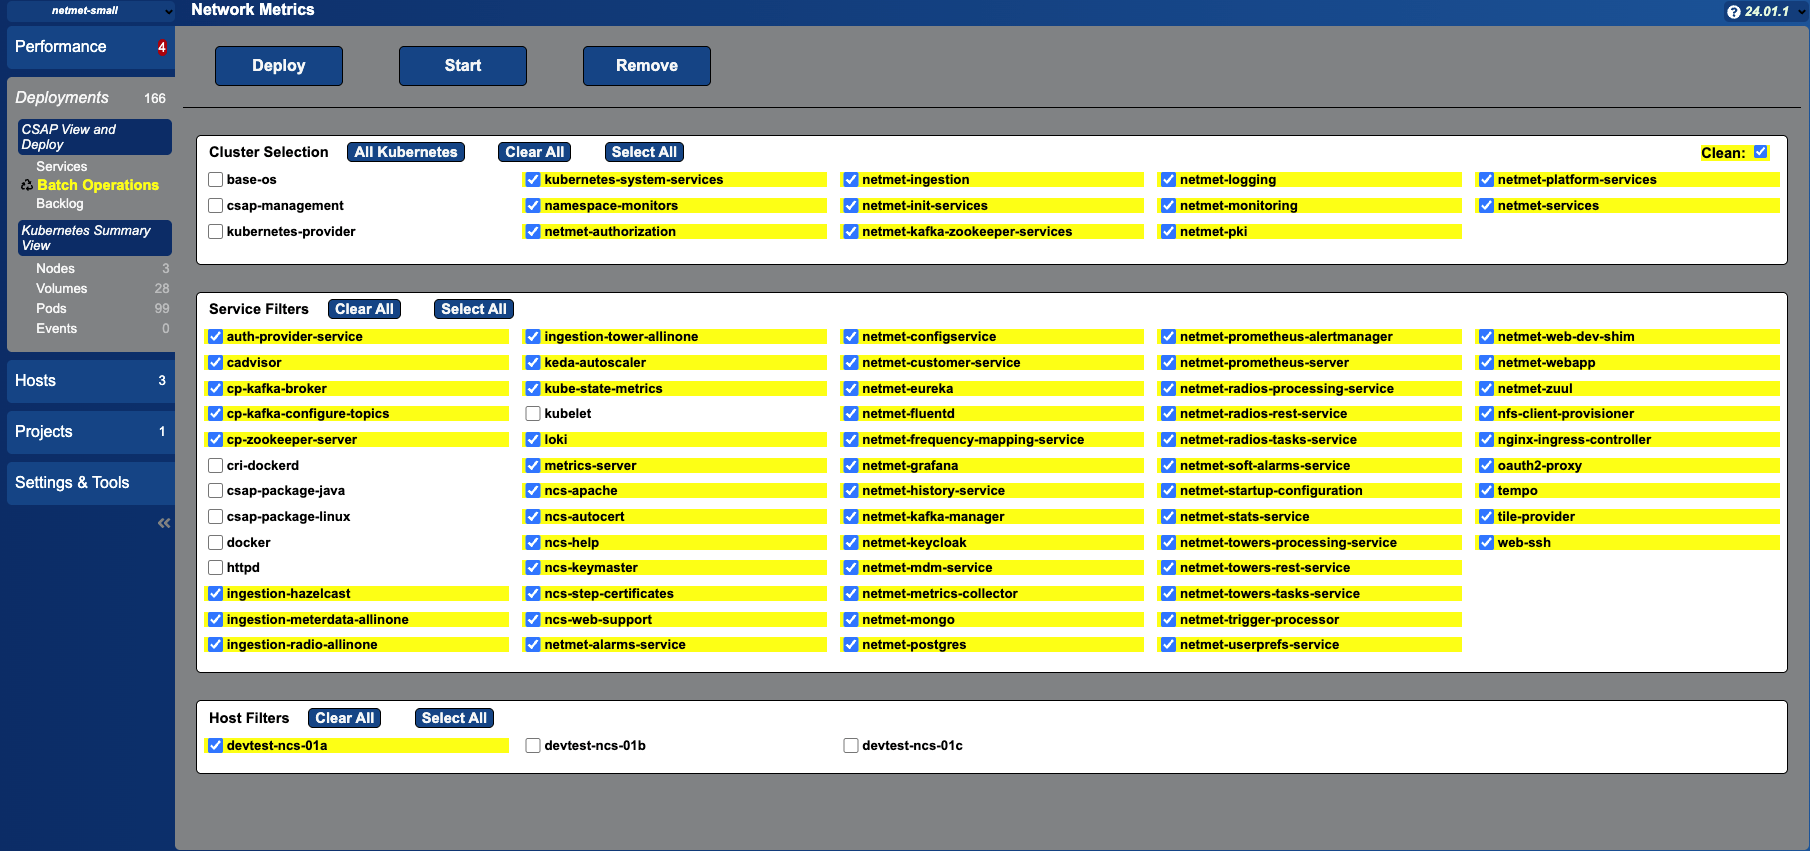 netmet-small
Network Metrics
24.01.1
Performance 4
Deployments 166
CSAP View and
Deploy
Services
Batch Operations
Backlog
Kubernetes Summary
View
Nodes 3
Volumes 28
Pods 99
Events 0
Hosts 3
Projects 1
Settings & Tools
Deploy Start Remove
Cluster Selection All Kubernetes Clear All Select All Clean:
base-os kubernetes-system-services netmet-ingestion netmet-logging netmet-platform-services
csap-management namespace-monitors netmet-init-services netmet-monitoring netmet-services
kubernetes-provider netmet-authorization netmet-kafka-zookeeper-services netmet-pki
Service Filters Clear All Select All
auth-provider-service ingestion-tower-allinone netmet-configservice netmet-prometheus-alertmanager netmet-web-dev-shim
cadvisor keda-autoscaler netmet-customer-service netmet-prometheus-server netmet-webapp
cp-kafka-broker kube-state-metrics netmet-eureka netmet-radios-processing-service netmet-zuul
cp-kafka-configure-topics kubelet netmet-fluentd netmet-radios-rest-service nfs-client-provisioner
cp-zookeeper-server loki netmet-frequency-mapping-service netmet-radios-tasks-service nginx-ingress-controller
cri-dockerd metrics-server netmet-grafana netmet-soft-alarms-service oauth2-proxy
csap-package-java ncs-apache netmet-history-service netmet-startup-configuration tempo
csap-package-linux ncs-autocert netmet-kafka-manager netmet-stats-service tile-provider
docker ncs-help netmet-keycloak netmet-towers-processing-service web-ssh
httpd ncs-keymaster netmet-mdm-service netmet-towers-rest-service
ingestion-hazelcast ncs-step-certificates netmet-metrics-collector netmet-towers-tasks-service
ingestion-meterdata-allinone ncs-web-support netmet-mongo netmet-trigger-processor
ingestion-radio-allinone netmet-alarms-service netmet-postgres netmet-userprefs-service
Host Filters Clear All Select All
devtest-ncs-01a devtest-ncs-01b devtest-ncs-01c